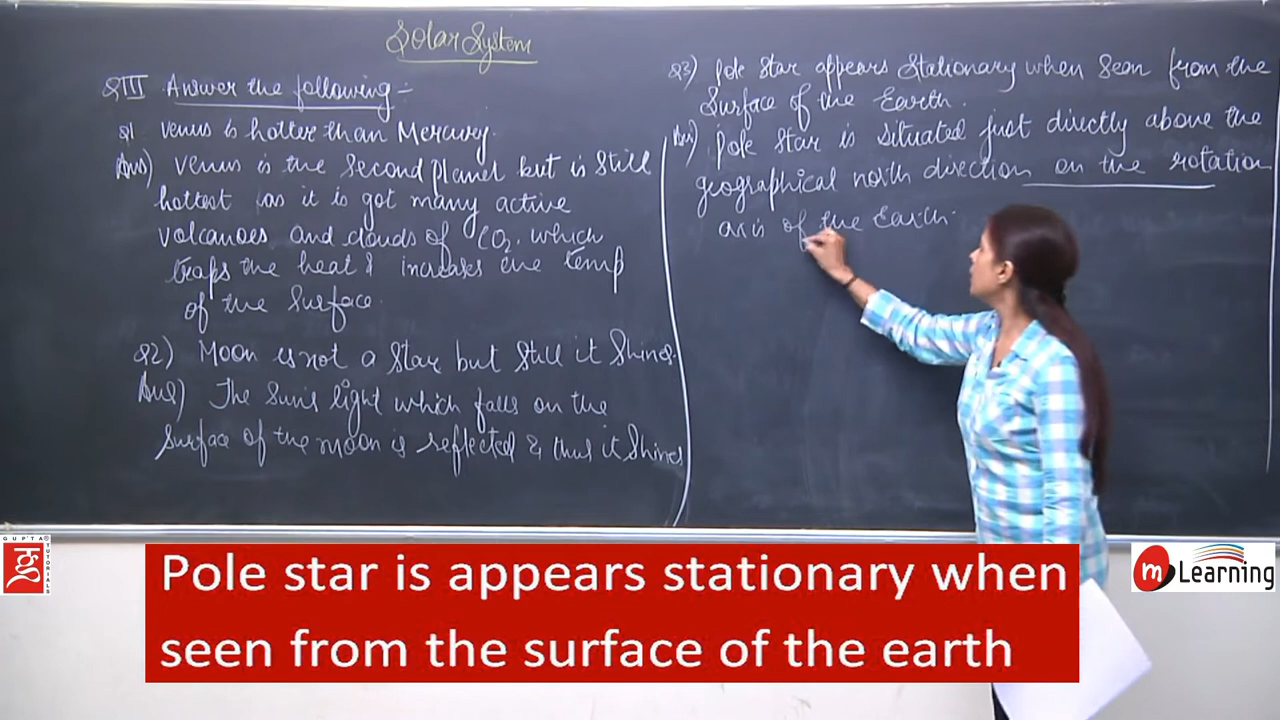 Solar System
QIII Answer the following:-
Q1 Venus is hotter than Mercury.
Ans) Venus is the Second Planet but is Still
hottest as it is got many active
volcanoes and clouds of CO2. which
traps the heat & increases the temp
of the Surface.
Q2) Moon is not a Star but Still it Shines.
Ans) The Sun's light which falls on the
Surface of the moon is reflected & thus it Shines
Q3) Pole Star appears Stationary when Seen from the
Surface of the Earth.
Ans) Pole Star is situated just directly above the
geographical north direction on the rotation
axis of the Earth.
GUPTA TUTORIALS
Pole star is appears stationary when
seen from the surface of the earth
m Learning